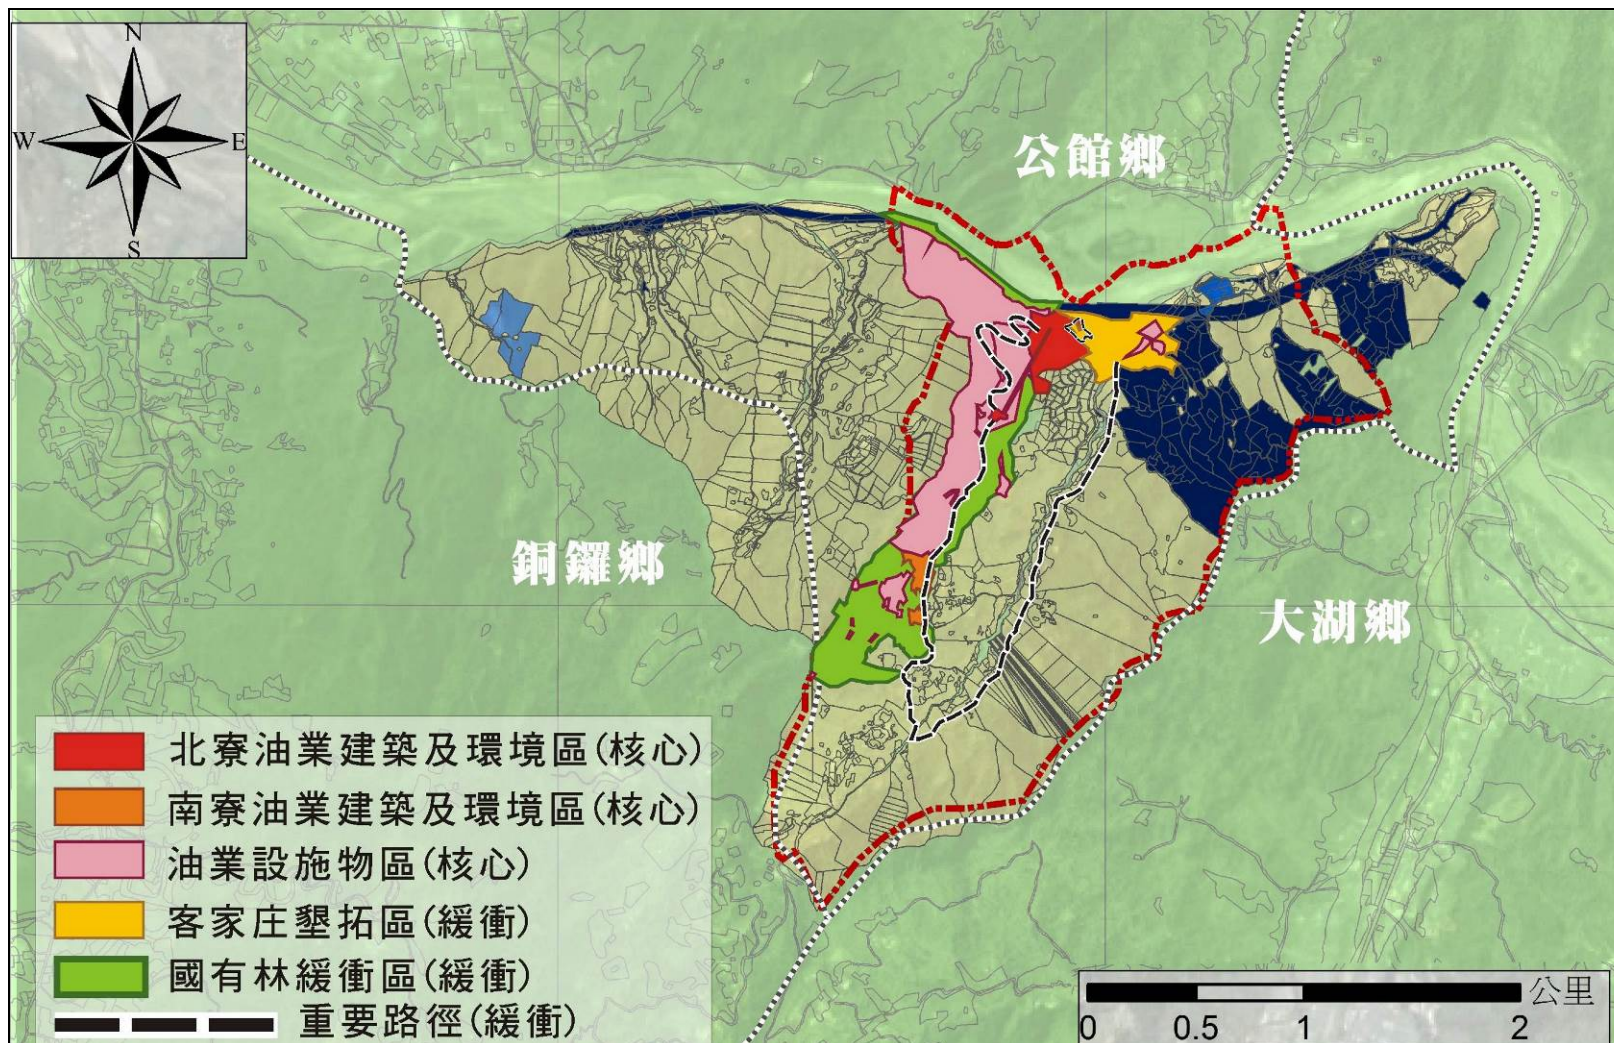 N
W
E
S
公館鄉
銅鑼鄉
大湖鄉
北寮油業建築及環境區(核心)
南寮油業建築及環境區(核心)
油業設施物區(核心)
客家庄墾拓區(緩衝)
國有林緩衝區(緩衝)
重要路徑(緩衝)
公里
0 0.5 1 2